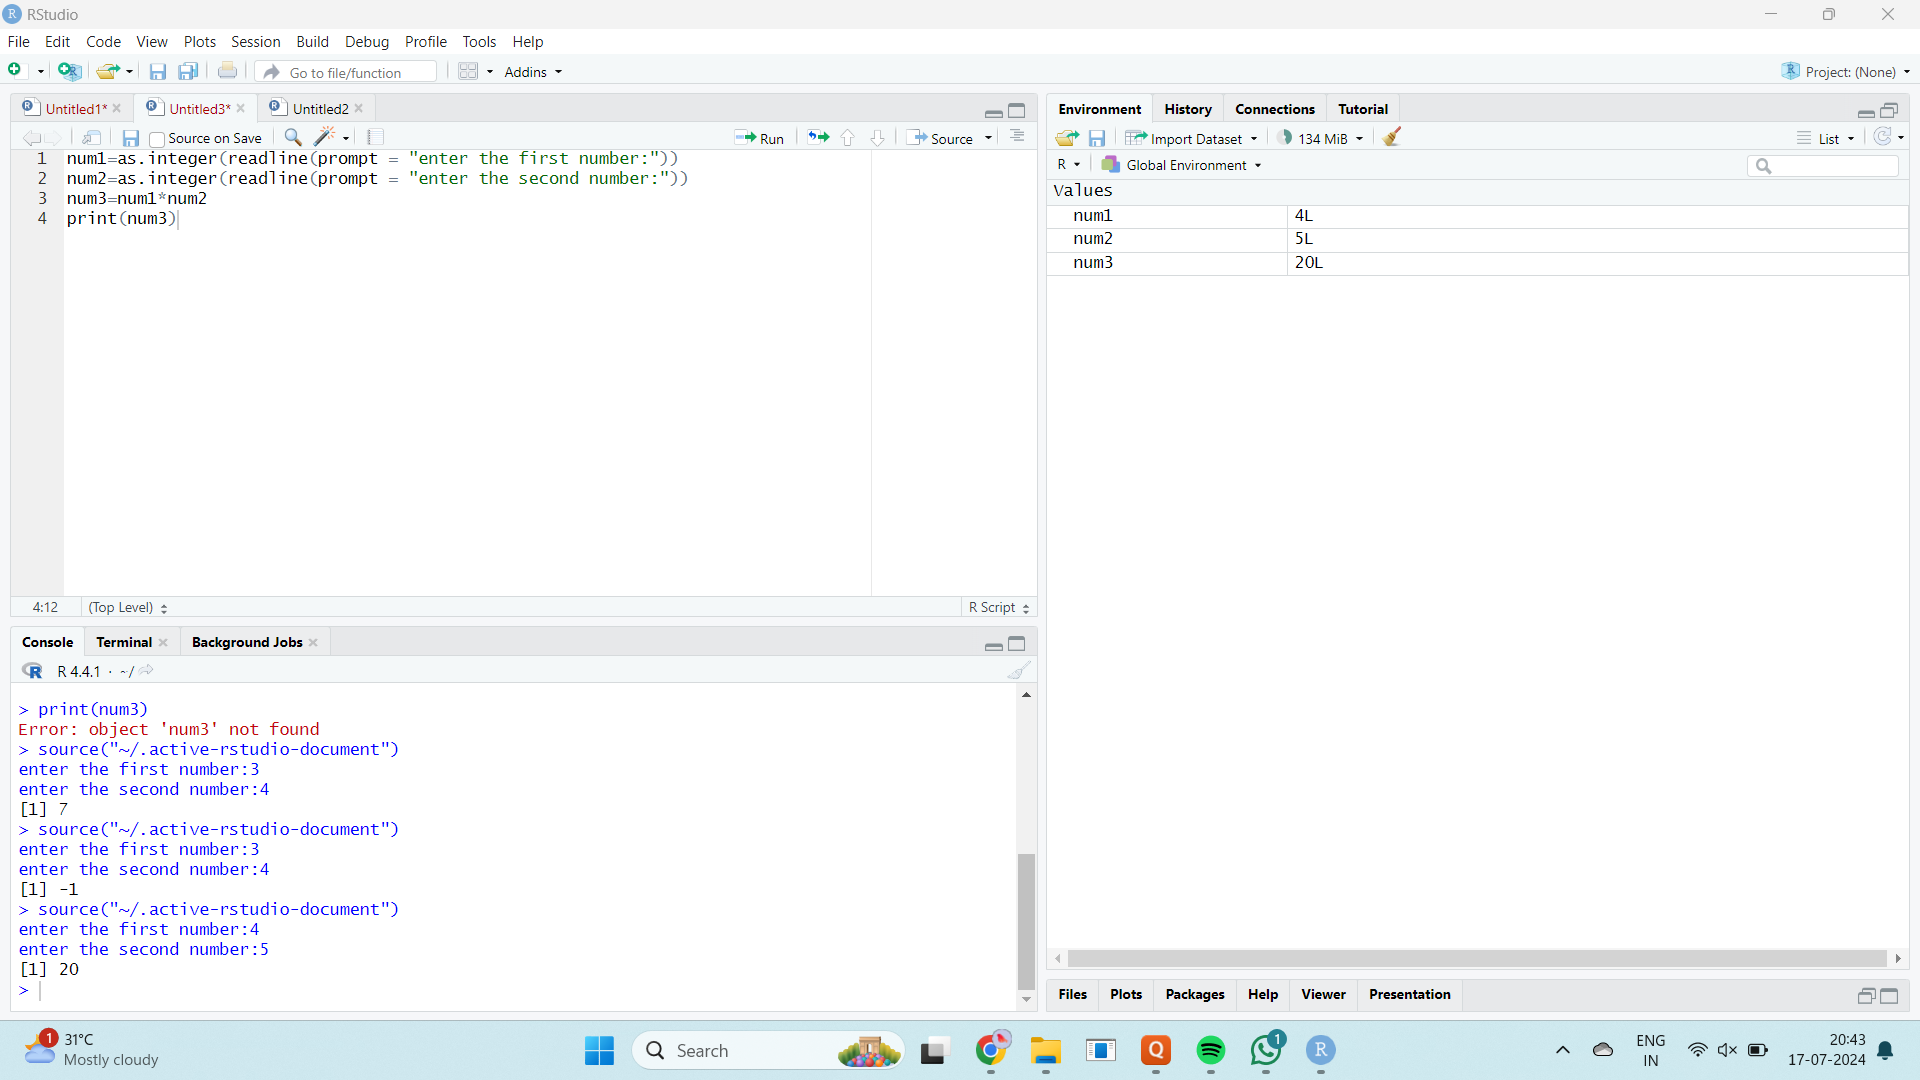 RStudio
File Edit Code View Plots Session Build Debug Profile Tools Help
Go to file/function Addins Project: (None)
Untitled1* Untitled3* Untitled2
Source on Save Run Source
1 num1=as.integer(readline(prompt = "enter the first number:"))
2 num2=as.integer(readline(prompt = "enter the second number:"))
3 num3=num1*num2
4 print(num3)
4:12 (Top Level) R Script
Console Terminal Background Jobs
R 4.4.1 · ~/
> print(num3)
Error: object 'num3' not found
> source("~/.active-rstudio-document")
enter the first number:3
enter the second number:4
[1] 7
> source("~/.active-rstudio-document")
enter the first number:3
enter the second number:4
[1] -1
> source("~/.active-rstudio-document")
enter the first number:4
enter the second number:5
[1] 20
>
Environment History Connections Tutorial
Import Dataset 134 MiB List
R Global Environment
Values
num1 4L
num2 5L
num3 20L
Files Plots Packages Help Viewer Presentation
1 31°C
Mostly cloudy
Search
1
ENG
IN
20:43
17-07-2024